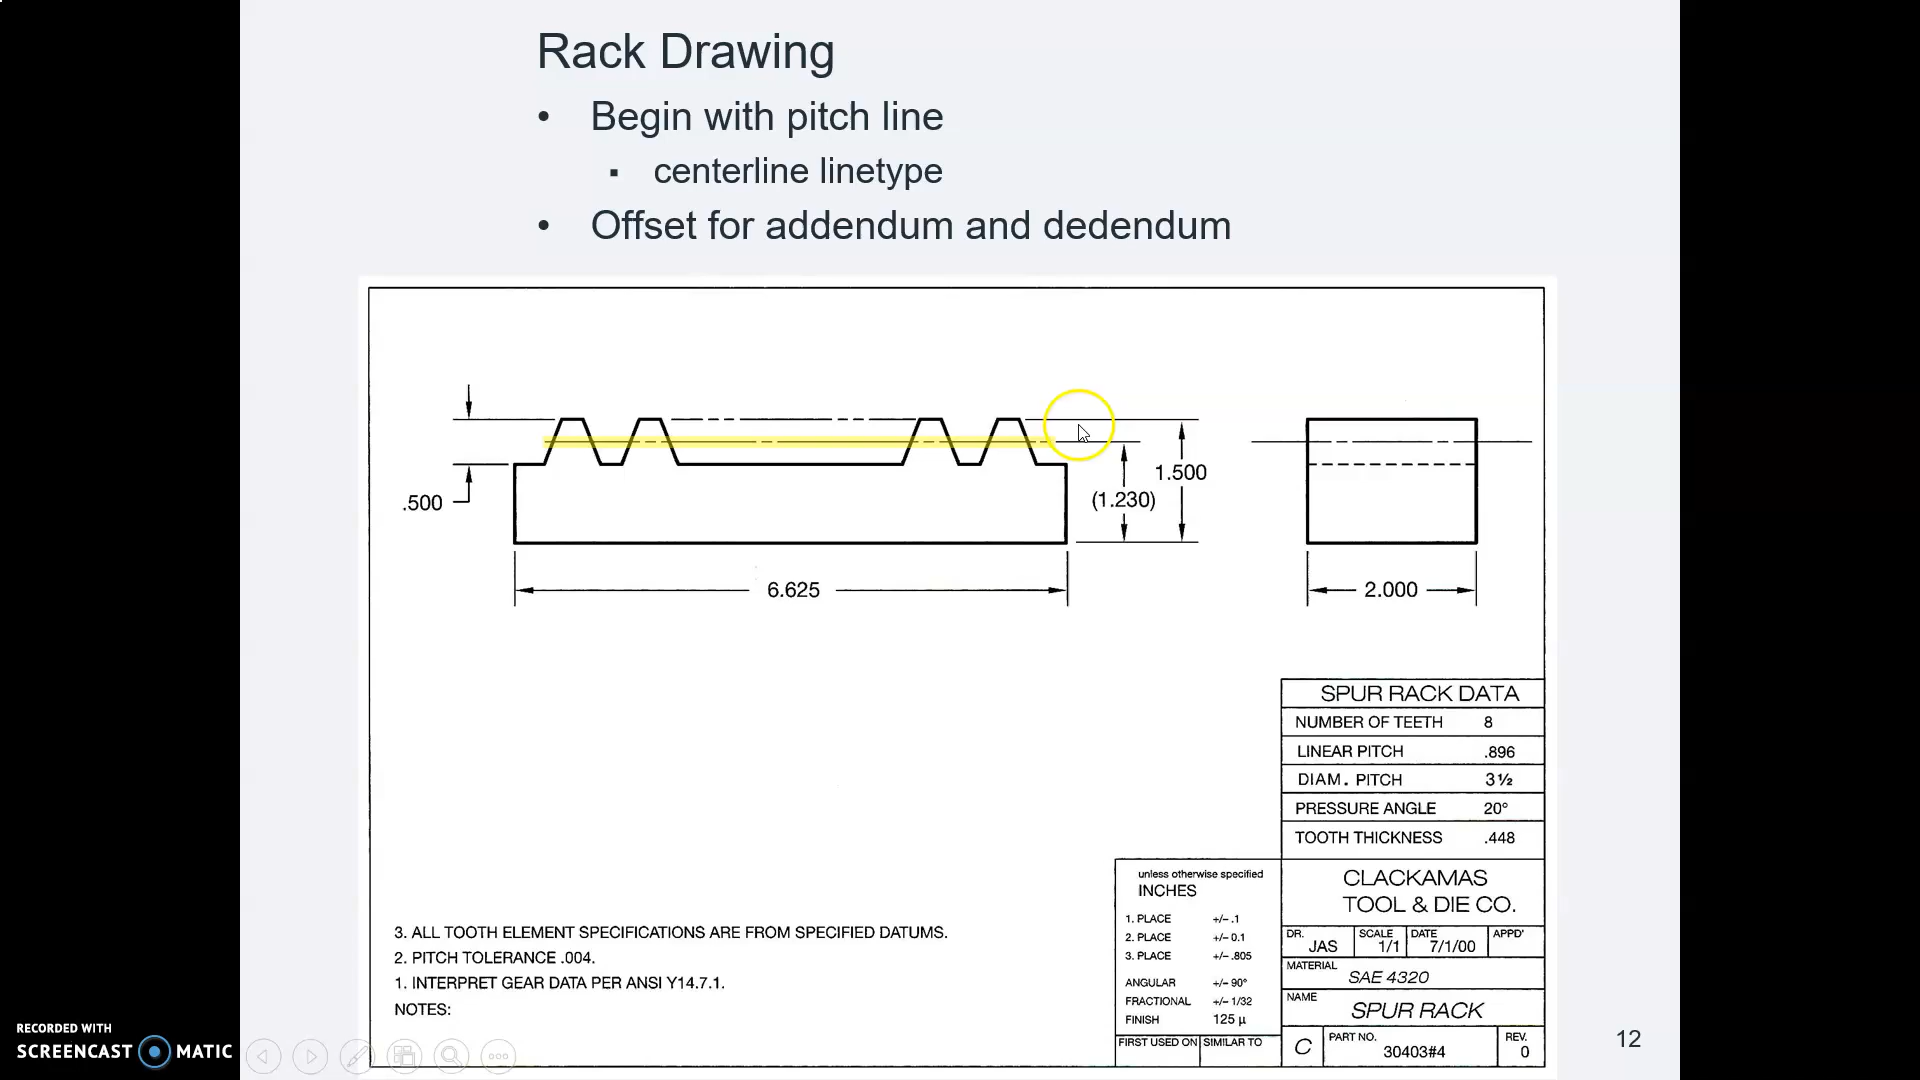 Rack Drawing
• Begin with pitch line
▪ centerline linetype
• Offset for addendum and dedendum
.500
1.500
(1.230)
6.625
2.000
SPUR RACK DATA
NUMBER OF TEETH 8
LINEAR PITCH .896
DIAM. PITCH 3½
PRESSURE ANGLE 20°
TOOTH THICKNESS .448
unless otherwise specified
INCHES
1. PLACE +/- .1
2. PLACE +/- 0.1
3. PLACE +/- .805
ANGULAR +/- 90°
FRACTIONAL +/- 1/32
FINISH 125 µ
FIRST USED ON SIMILAR TO
CLACKAMAS
TOOL & DIE CO.
DR. JAS SCALE 1/1 DATE 7/1/00 APPD'
MATERIAL SAE 4320
NAME SPUR RACK
C PART NO. 30403#4 REV. 0
3. ALL TOOTH ELEMENT SPECIFICATIONS ARE FROM SPECIFIED DATUMS.
2. PITCH TOLERANCE .004.
1. INTERPRET GEAR DATA PER ANSI Y14.7.1.
NOTES:
12
RECORDED WITH
SCREENCAST MATIC